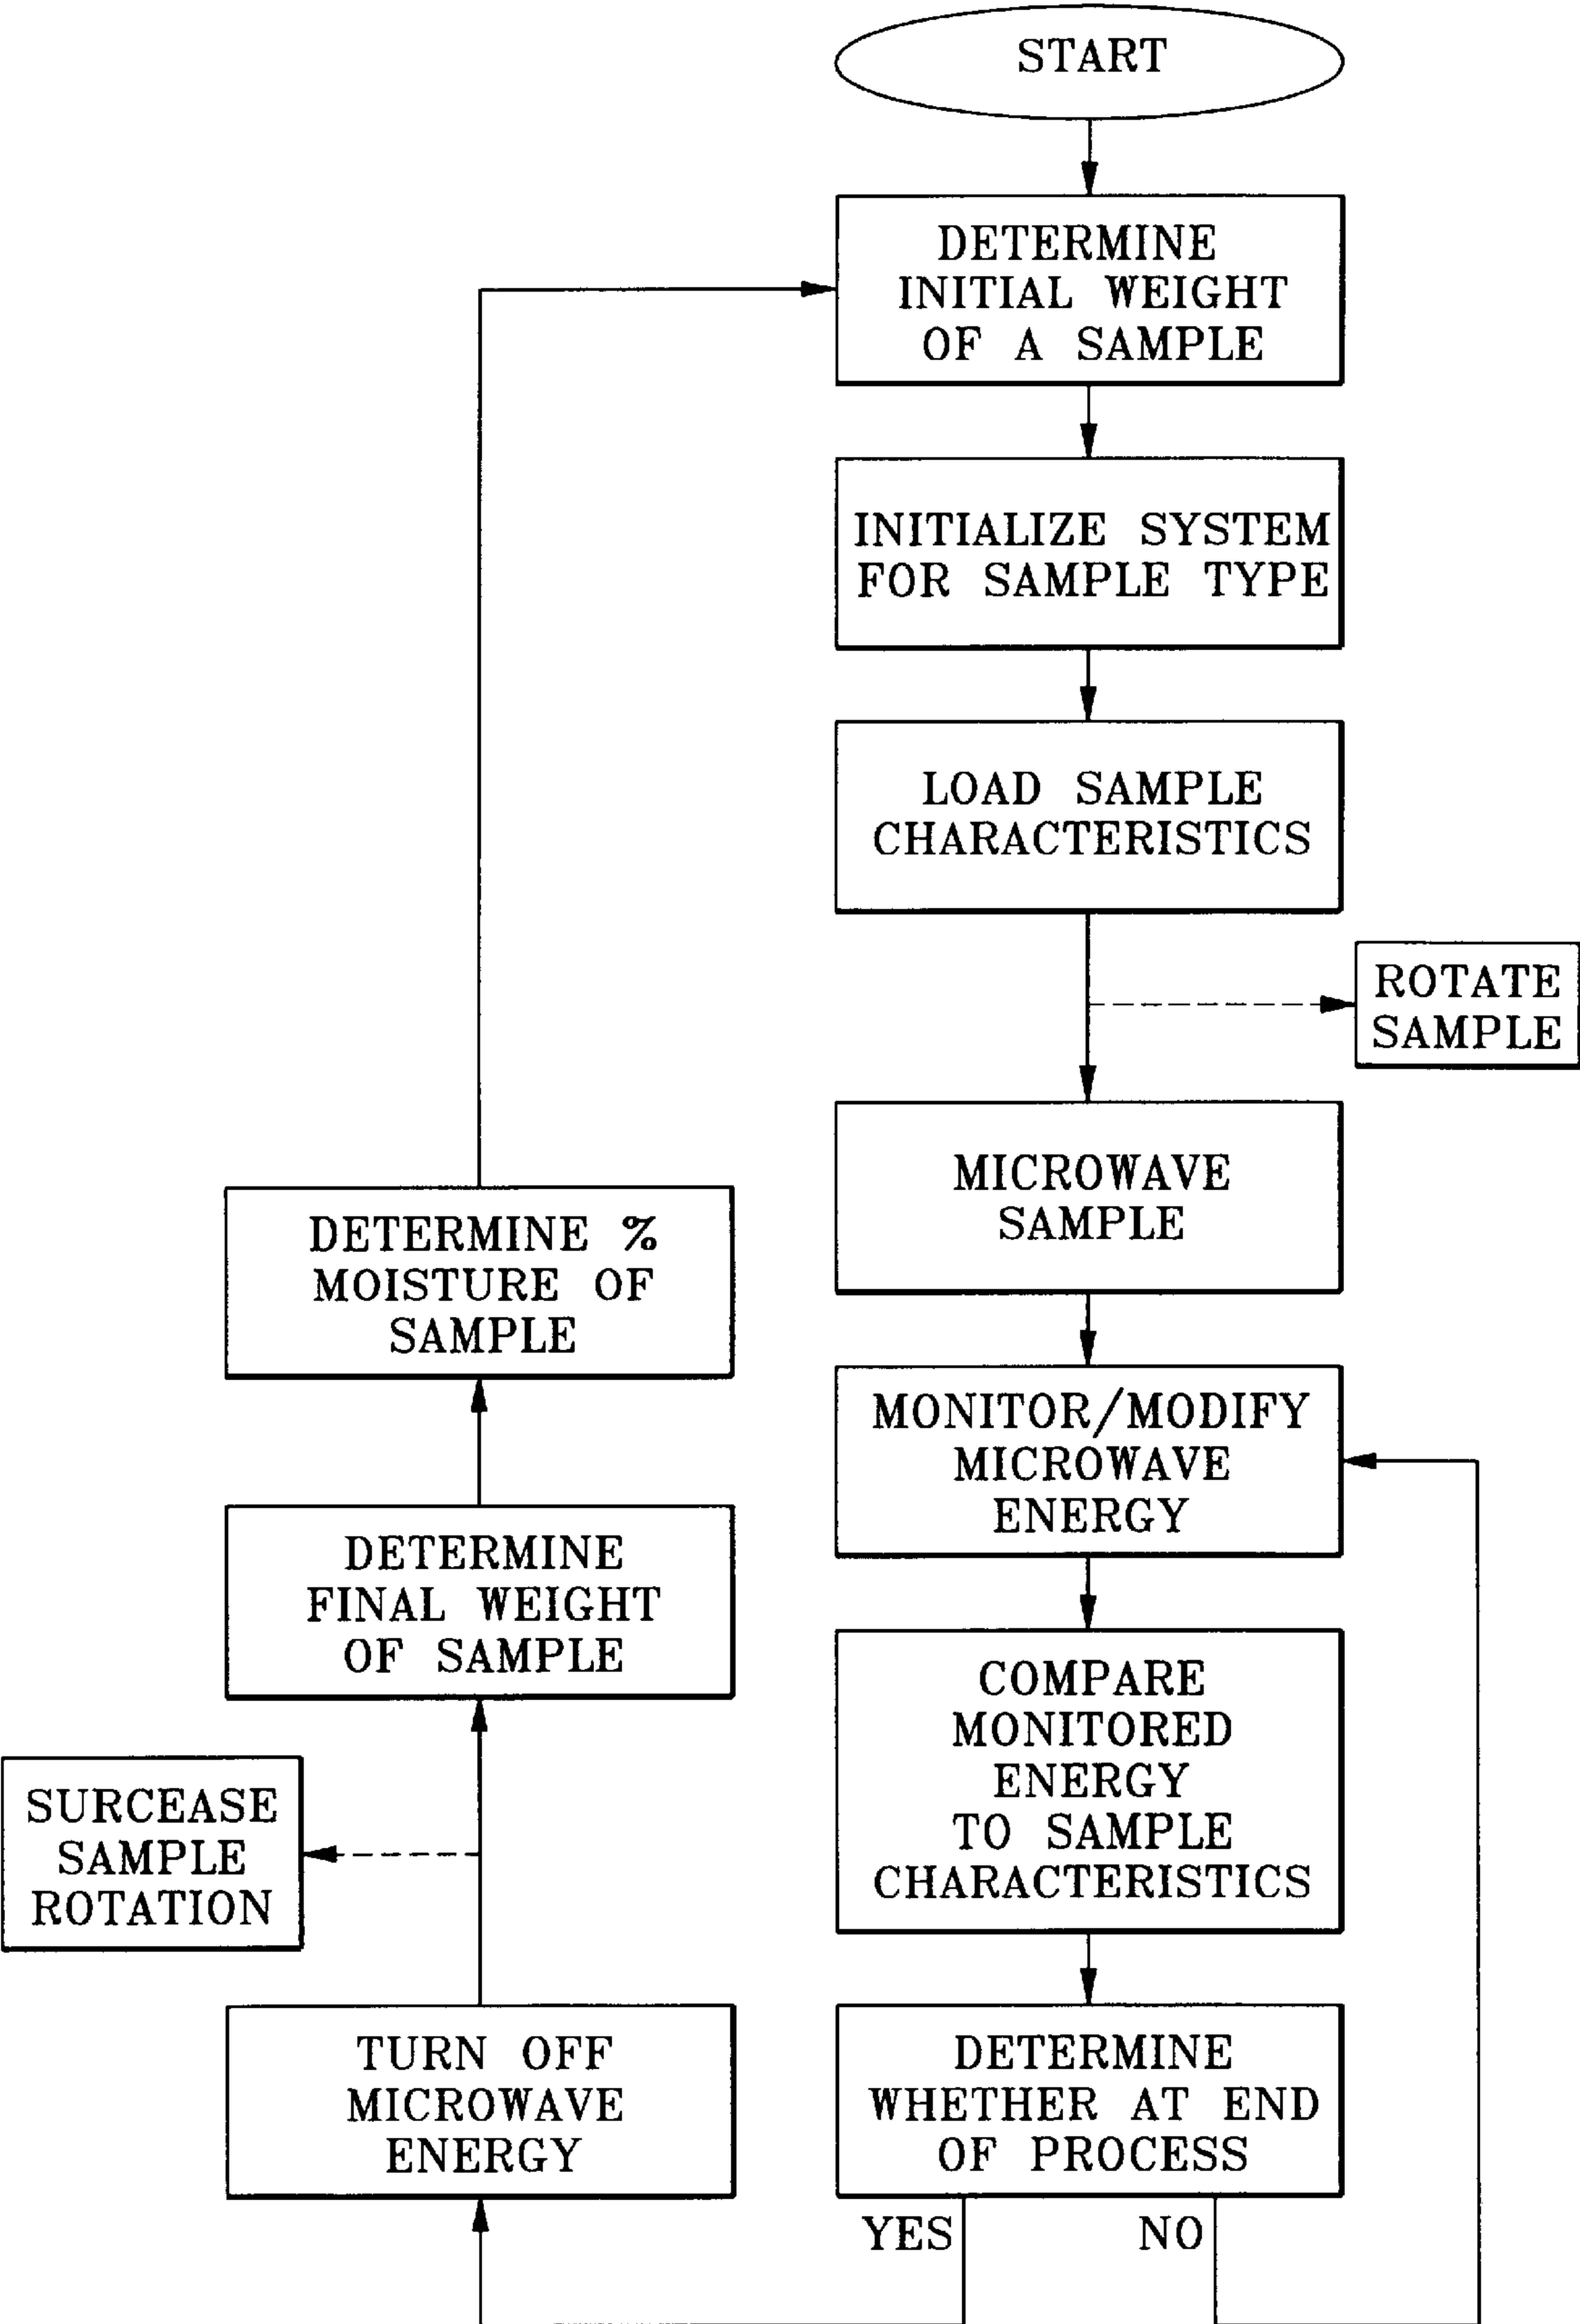 START
DETERMINE
INITIAL WEIGHT
OF A SAMPLE
INITIALIZE SYSTEM
FOR SAMPLE TYPE
LOAD SAMPLE
CHARACTERISTICS
ROTATE
SAMPLE
MICROWAVE
SAMPLE
MONITOR/MODIFY
MICROWAVE
ENERGY
COMPARE
MONITORED
ENERGY
TO SAMPLE
CHARACTERISTICS
DETERMINE
WHETHER AT END
OF PROCESS
YES
NO
TURN OFF
MICROWAVE
ENERGY
SURCEASE
SAMPLE
ROTATION
DETERMINE
FINAL WEIGHT
OF SAMPLE
DETERMINE %
MOISTURE OF
SAMPLE